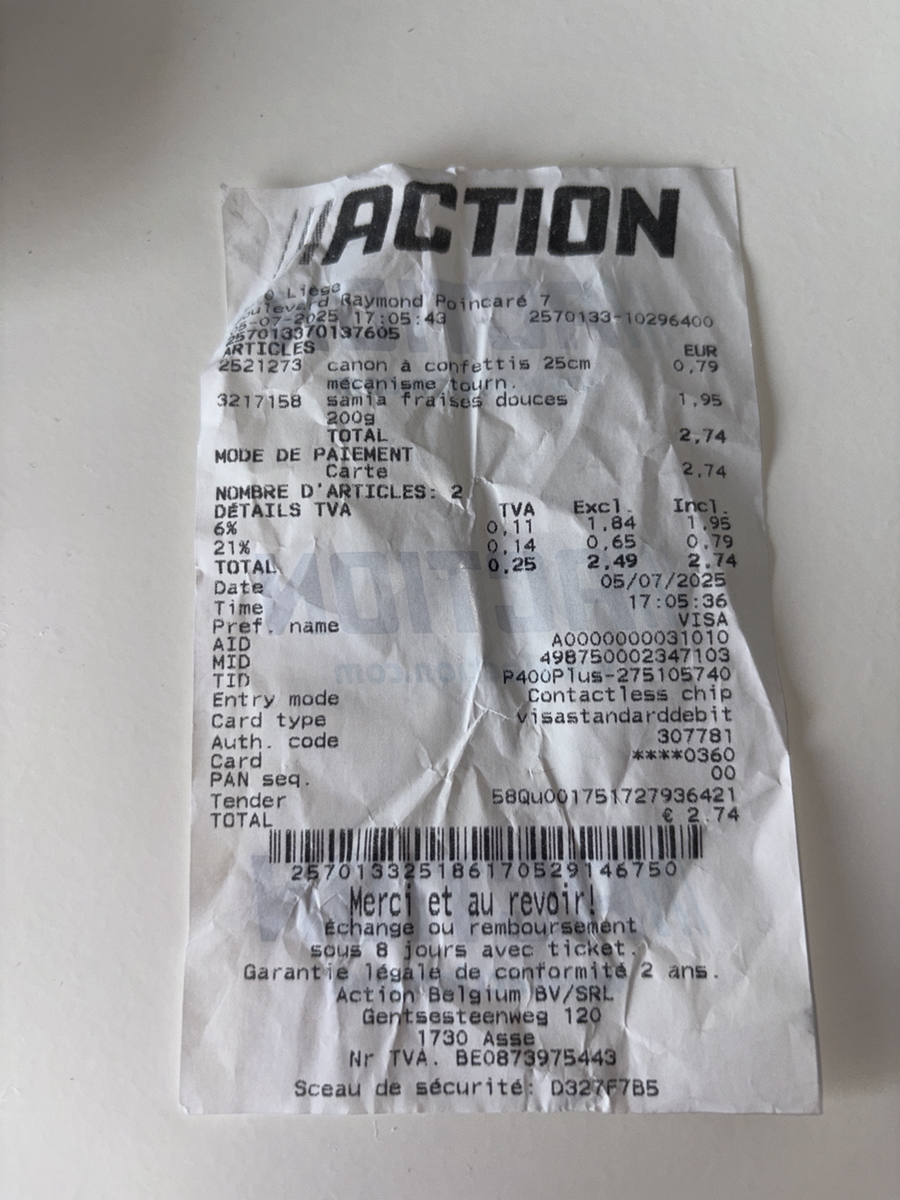 ACTION
0 Liège
oulevard Raymond Poincaré 7
5-07-2025 17:05:43 2570133-10296400
257013370137605
ARTICLES EUR
2521273 canon à confettis 25cm 0,79
mécanisme tourn.
3217158 samia fraises douces 1,95
200g
TOTAL 2,74
MODE DE PAIEMENT
Carte 2,74
NOMBRE D'ARTICLES: 2
DÉTAILS TVA TVA Excl. Incl.
6% 0,11 1,84 1,95
21% 0,14 0,65 0,79
TOTAL 0,25 2,49 2,74
Date 05/07/2025
Time 17:05:36
Pref. name VISA
AID A0000000031010
MID 498750002347103
TID P400Plus-275105740
Entry mode Contactless chip
Card type visastandarddebit
Auth. code 307781
Card ****0360
PAN seq. 00
Tender 58Qu001751727936421
TOTAL € 2.74
257013325186170529146750
Merci et au revoir!
Échange ou remboursement
sous 8 jours avec ticket.
Garantie légale de conformité 2 ans.
Action Belgium BV/SRL
Gentsesteenweg 120
1730 Asse
Nr TVA. BE0873975443
Sceau de sécurité: D327F7B5